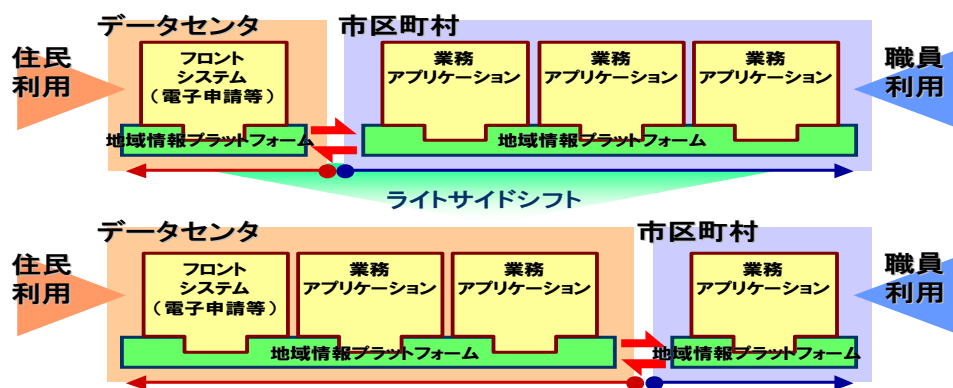 データセンタ
市区町村
住民
利用
フロント
システム
(電子申請等)
業務
アプリケーション
業務
アプリケーション
業務
アプリケーション
職員
利用
地域情報プラットフォーム
地域情報プラットフォーム
ライトサイドシフト
データセンタ
市区町村
住民
利用
フロント
システム
(電子申請等)
業務
アプリケーション
業務
アプリケーション
業務
アプリケーション
職員
利用
地域情報プラットフォーム
地域情報プラットフォーム